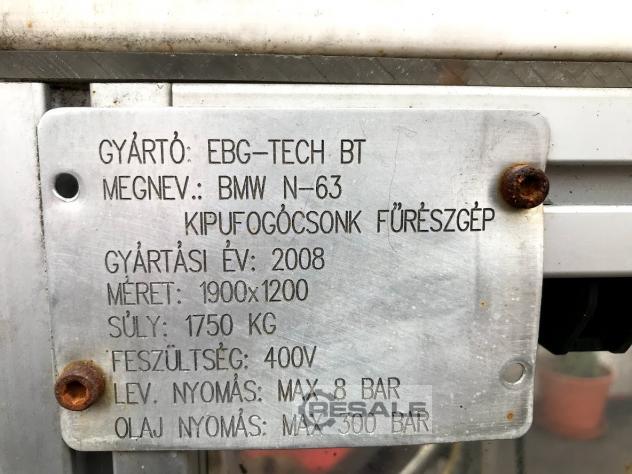 GYÁRTÓ: EBG-TECH BT
MEGNEV.: BMW N-63
KIPUFOGÓCSONK FŰRÉSZGÉP
GYÁRTÁSI ÉV: 2008
MÉRET: 1900x1200
SÚLY: 1750 KG
FESZÜLTSÉG: 400V
LEV. NYOMÁS: MAX 8 BAR
OLAJ NYOMÁS: MAX 300 BAR
RESALE